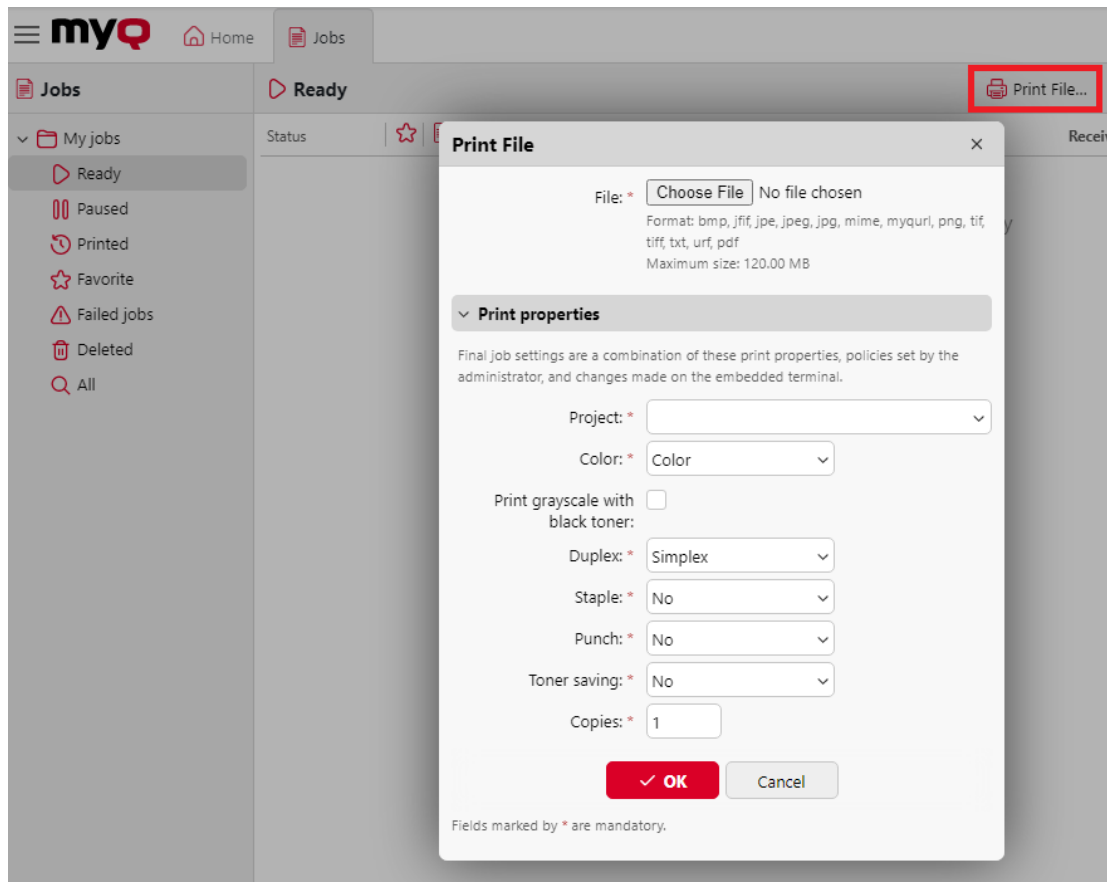 myQ
Home
Jobs
Jobs
Ready
Print File...
My jobs
Ready
Paused
Printed
Favorite
Failed jobs
Deleted
All
Status
Print File
File: *
Choose File No file chosen
Format: bmp, jfif, jpe, jpeg, jpg, mime, myqurl, png, tif,
tiff, txt, urf, pdf
Maximum size: 120.00 MB
Print properties
Final job settings are a combination of these print properties, policies set by the
administrator, and changes made on the embedded terminal.
Project: *
Color: * Color
Print grayscale with
black toner:
Duplex: * Simplex
Staple: * No
Punch: * No
Toner saving: * No
Copies: * 1
OK
Cancel
Fields marked by * are mandatory.